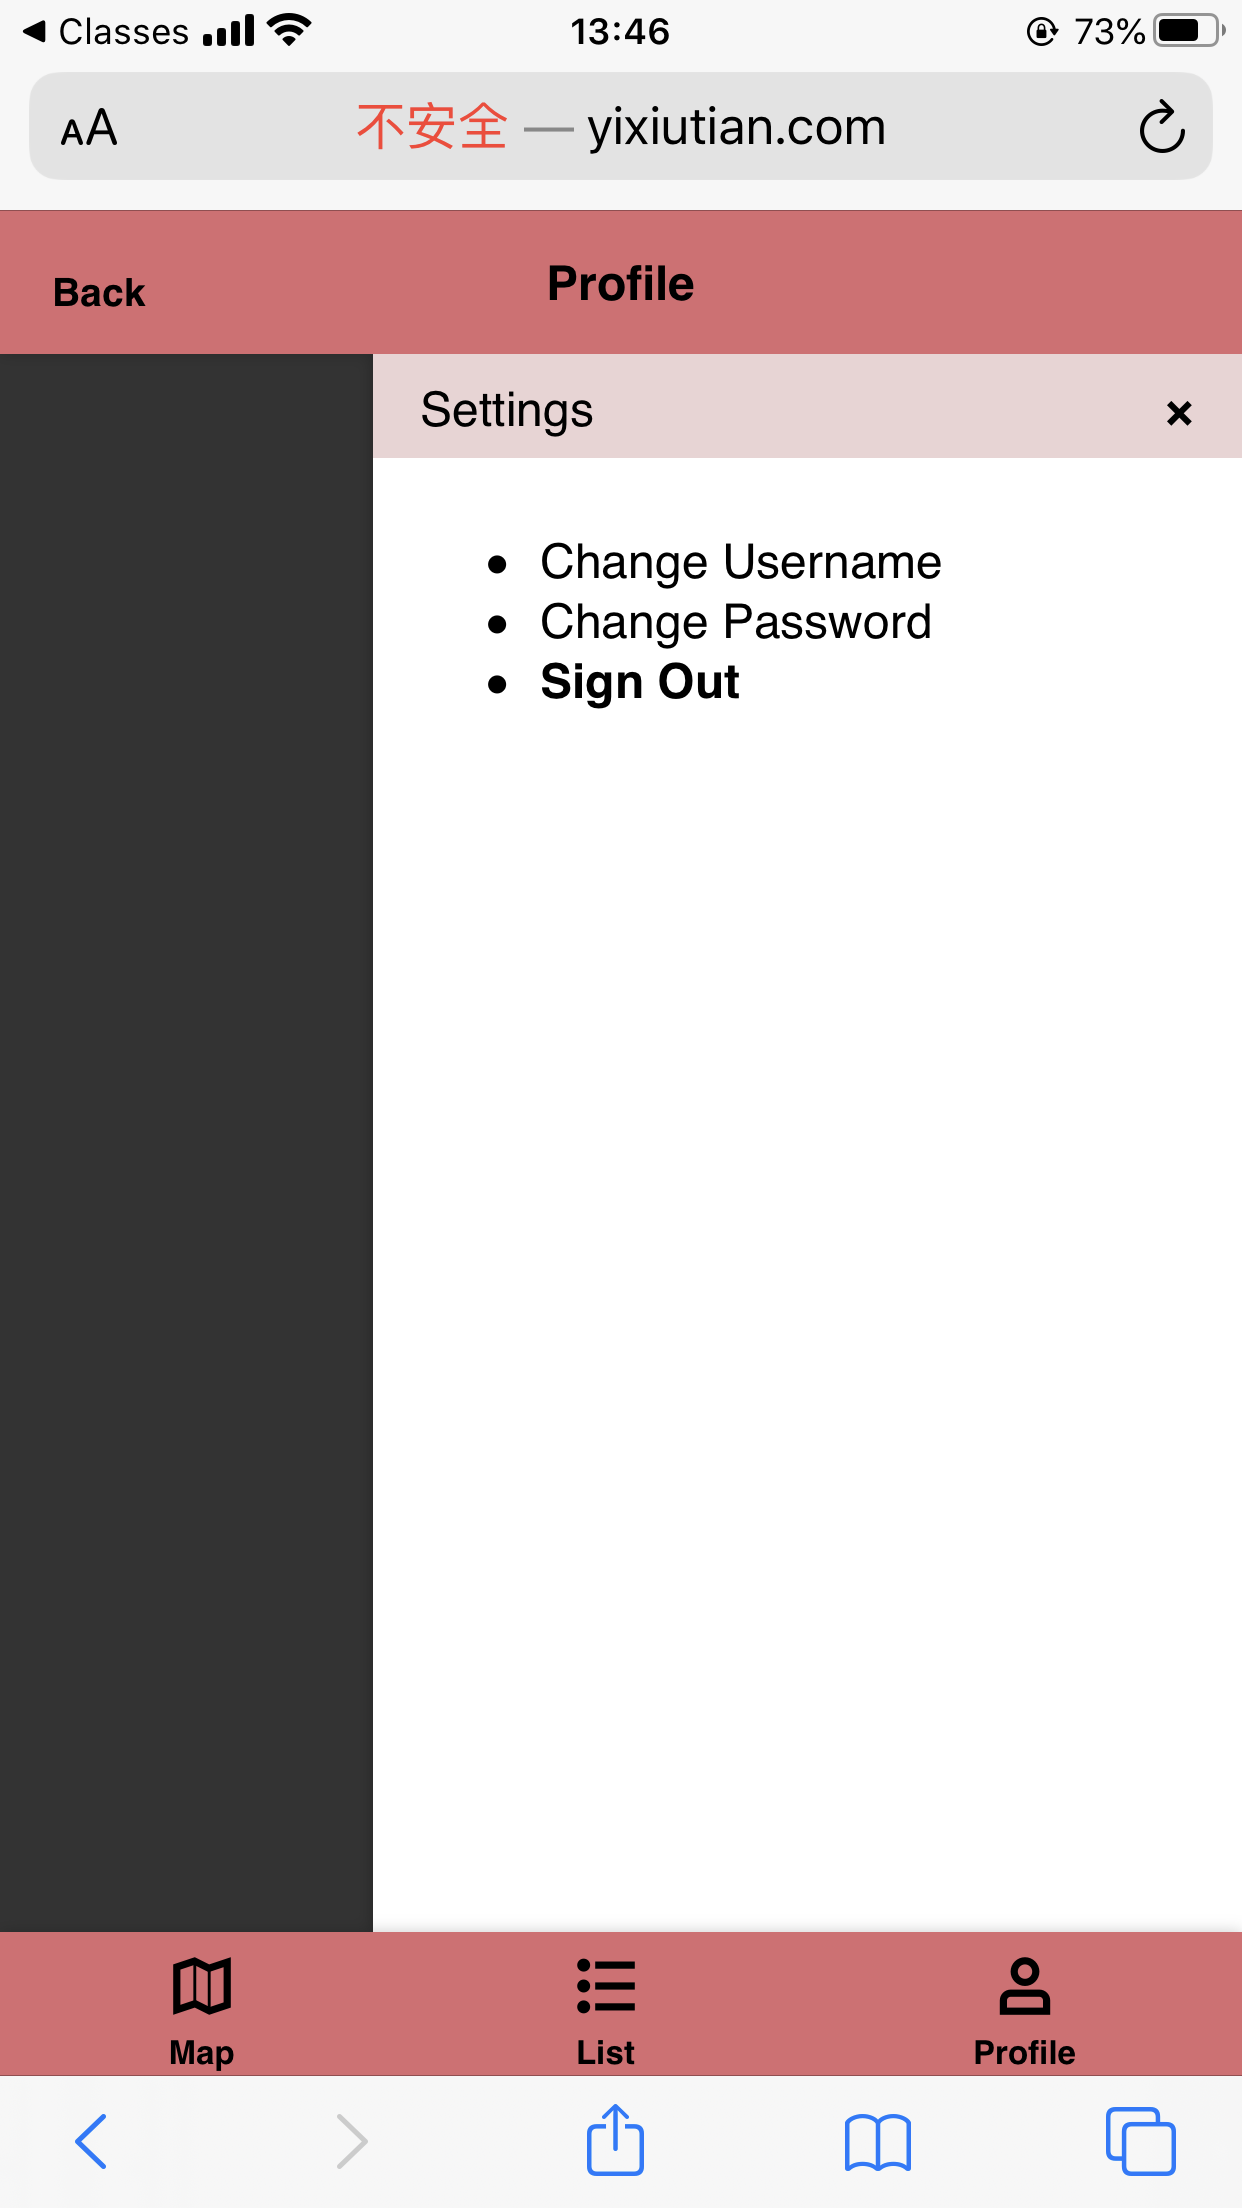 Classes 13:46 73%
AA 不安全 — yixiutian.com
Back Profile
Settings ×
• Change Username
• Change Password
• Sign Out
Map List Profile